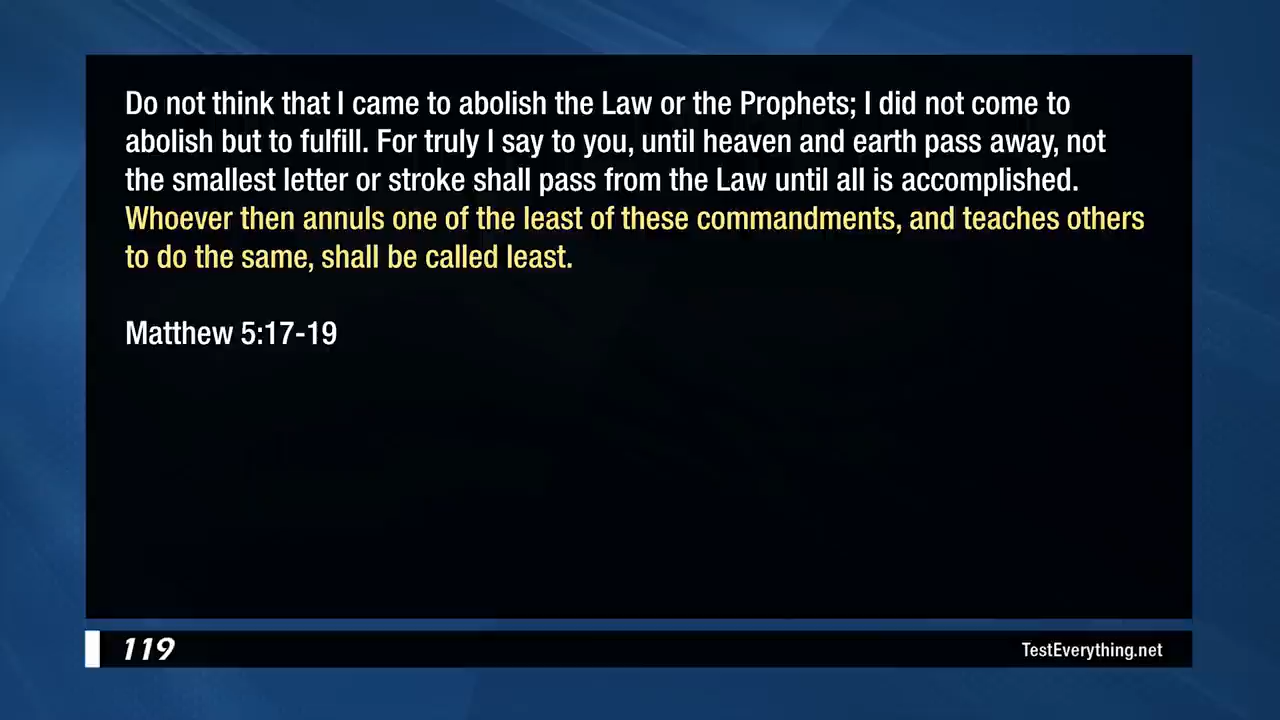 Do not think that I came to abolish the Law or the Prophets; I did not come to
abolish but to fulfill. For truly I say to you, until heaven and earth pass away, not
the smallest letter or stroke shall pass from the Law until all is accomplished.
Whoever then annuls one of the least of these commandments, and teaches others
to do the same, shall be called least.
Matthew 5:17-19
119
TestEverything.net